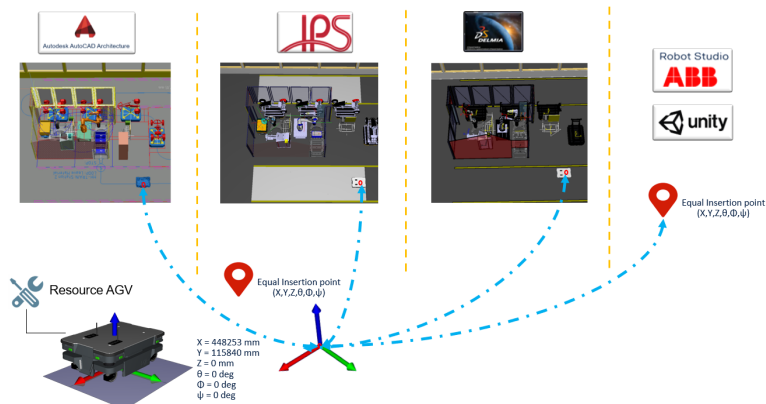 Autodesk AutoCAD Architecture
IPS
DS
DELMIA
Robot Studio
ABB
unity
Equal Insertion point
(X,Y,Z,θ,Φ,ψ)
Equal Insertion point
(X,Y,Z,θ,Φ,ψ)
Resource AGV
X = 448253 mm
Y = 115840 mm
Z = 0 mm
θ = 0 deg
Φ = 0 deg
ψ = 0 deg